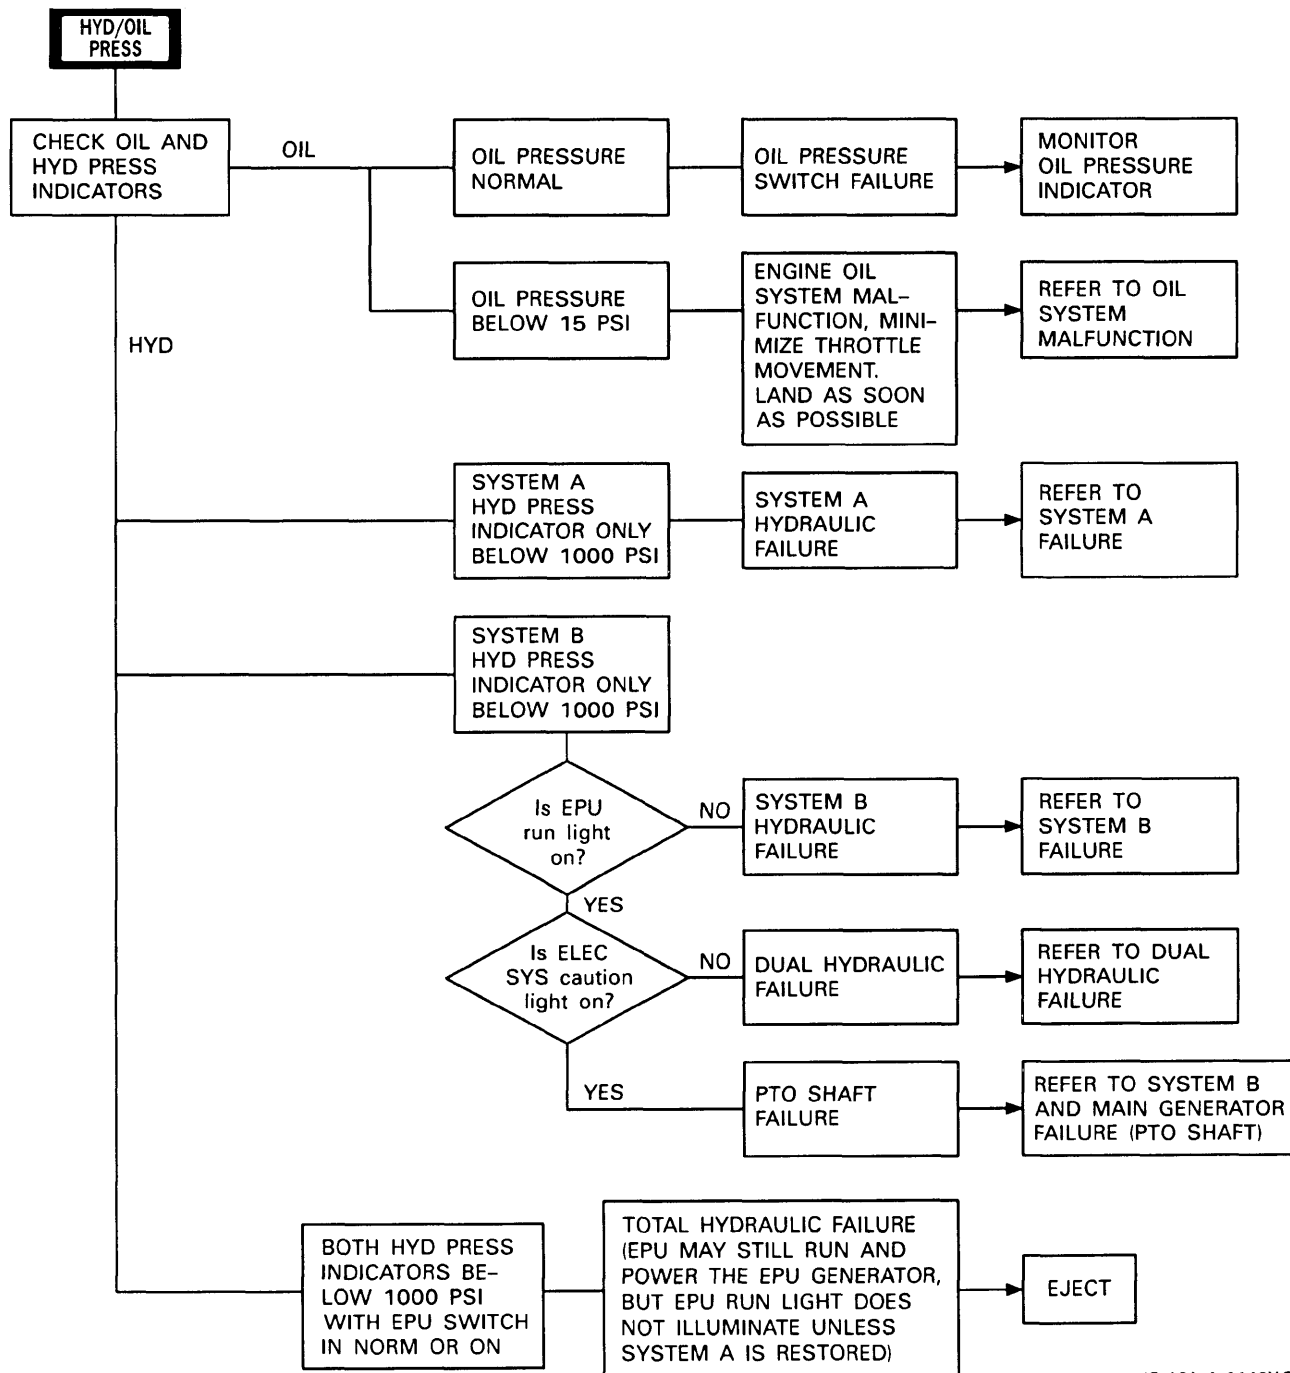 HYD/OIL
PRESS
CHECK OIL AND
HYD PRESS
INDICATORS
OIL
OIL PRESSURE
NORMAL
OIL PRESSURE
SWITCH FAILURE
MONITOR
OIL PRESSURE
INDICATOR
OIL PRESSURE
BELOW 15 PSI
ENGINE OIL
SYSTEM MAL–
FUNCTION, MINI–
MIZE THROTTLE
MOVEMENT.
LAND AS SOON
AS POSSIBLE
REFER TO OIL
SYSTEM
MALFUNCTION
HYD
SYSTEM A
HYD PRESS
INDICATOR ONLY
BELOW 1000 PSI
SYSTEM A
HYDRAULIC
FAILURE
REFER TO
SYSTEM A
FAILURE
SYSTEM B
HYD PRESS
INDICATOR ONLY
BELOW 1000 PSI
Is EPU
run light
on?
NO
SYSTEM B
HYDRAULIC
FAILURE
REFER TO
SYSTEM B
FAILURE
YES
Is ELEC
SYS caution
light on?
NO
DUAL HYDRAULIC
FAILURE
REFER TO DUAL
HYDRAULIC
FAILURE
YES
PTO SHAFT
FAILURE
REFER TO SYSTEM B
AND MAIN GENERATOR
FAILURE (PTO SHAFT)
BOTH HYD PRESS
INDICATORS BE–
LOW 1000 PSI
WITH EPU SWITCH
IN NORM OR ON
TOTAL HYDRAULIC FAILURE
(EPU MAY STILL RUN AND
POWER THE EPU GENERATOR,
BUT EPU RUN LIGHT DOES
NOT ILLUMINATE UNLESS
SYSTEM A IS RESTORED)
EJECT